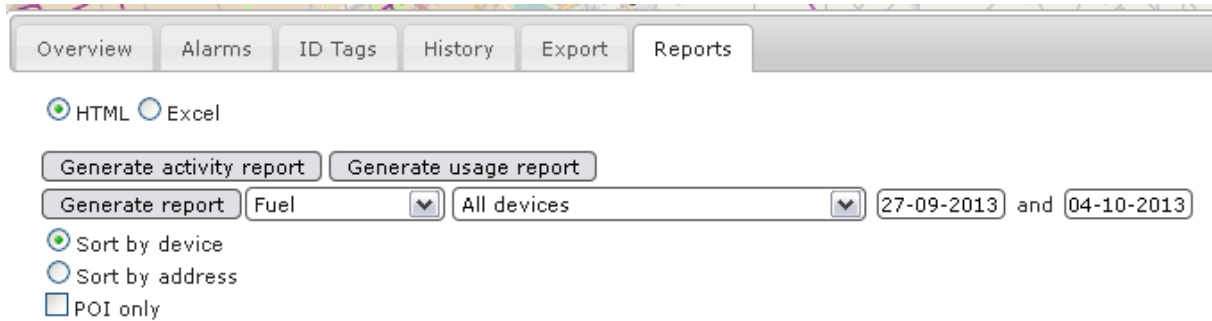 Overview Alarms ID Tags History Export Reports
HTML Excel
Generate activity report Generate usage report
Generate report Fuel All devices 27-09-2013 and 04-10-2013
Sort by device
Sort by address
POI only